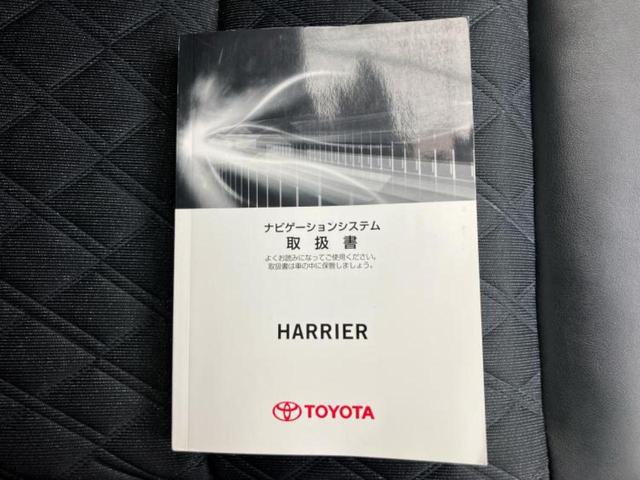 ナビゲーションシステム
取扱書
よくお読みになってご使用ください。
取扱書は車の中に保管しましょう。
HARRIER
TOYOTA